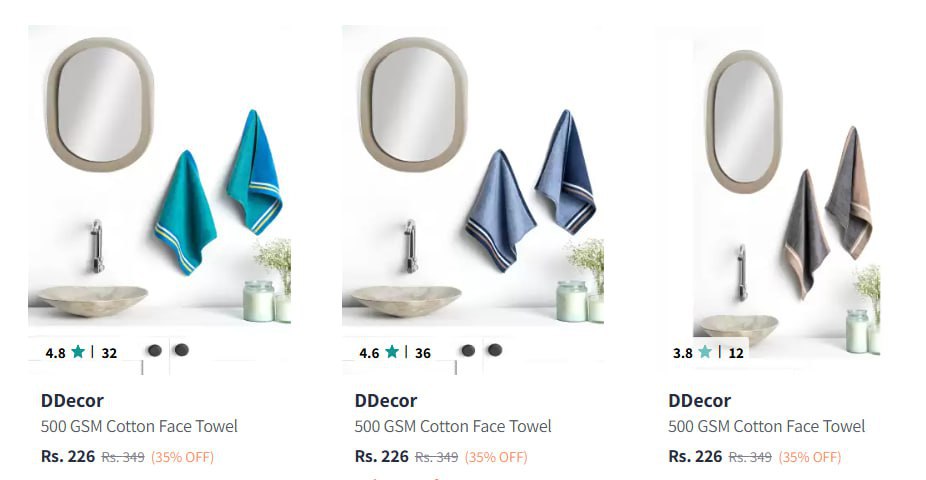 4.8 ★ | 32
4.6 ★ | 36
3.8 ★ | 12
DDecor
500 GSM Cotton Face Towel
Rs. 226 Rs. 349 (35% OFF)
DDecor
500 GSM Cotton Face Towel
Rs. 226 Rs. 349 (35% OFF)
DDecor
500 GSM Cotton Face Towel
Rs. 226 Rs. 349 (35% OFF)